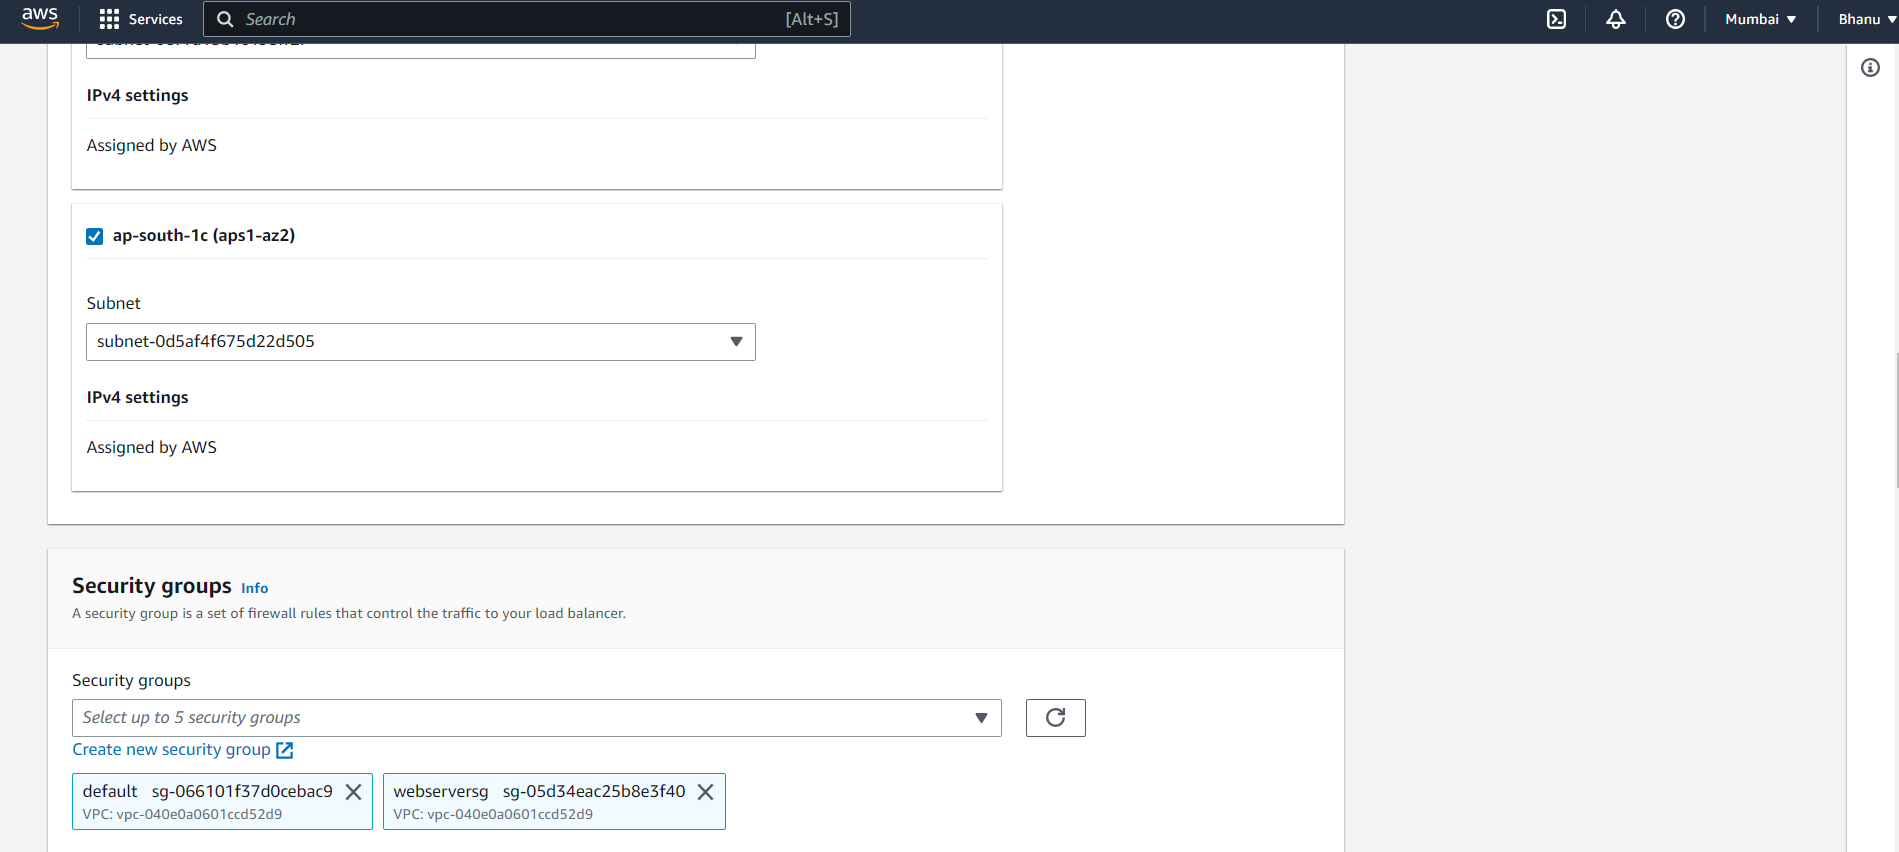 aws Services Search [Alt+S] Mumbai Bhanu
IPv4 settings
Assigned by AWS
ap-south-1c (aps1-az2)
Subnet
subnet-0d5af4f675d22d505
IPv4 settings
Assigned by AWS
Security groups Info
A security group is a set of firewall rules that control the traffic to your load balancer.
Security groups
Select up to 5 security groups
Create new security group
default sg-066101f37d0cebac9
VPC: vpc-040e0a0601ccd52d9
webserversg sg-05d34eac25b8e3f40
VPC: vpc-040e0a0601ccd52d9